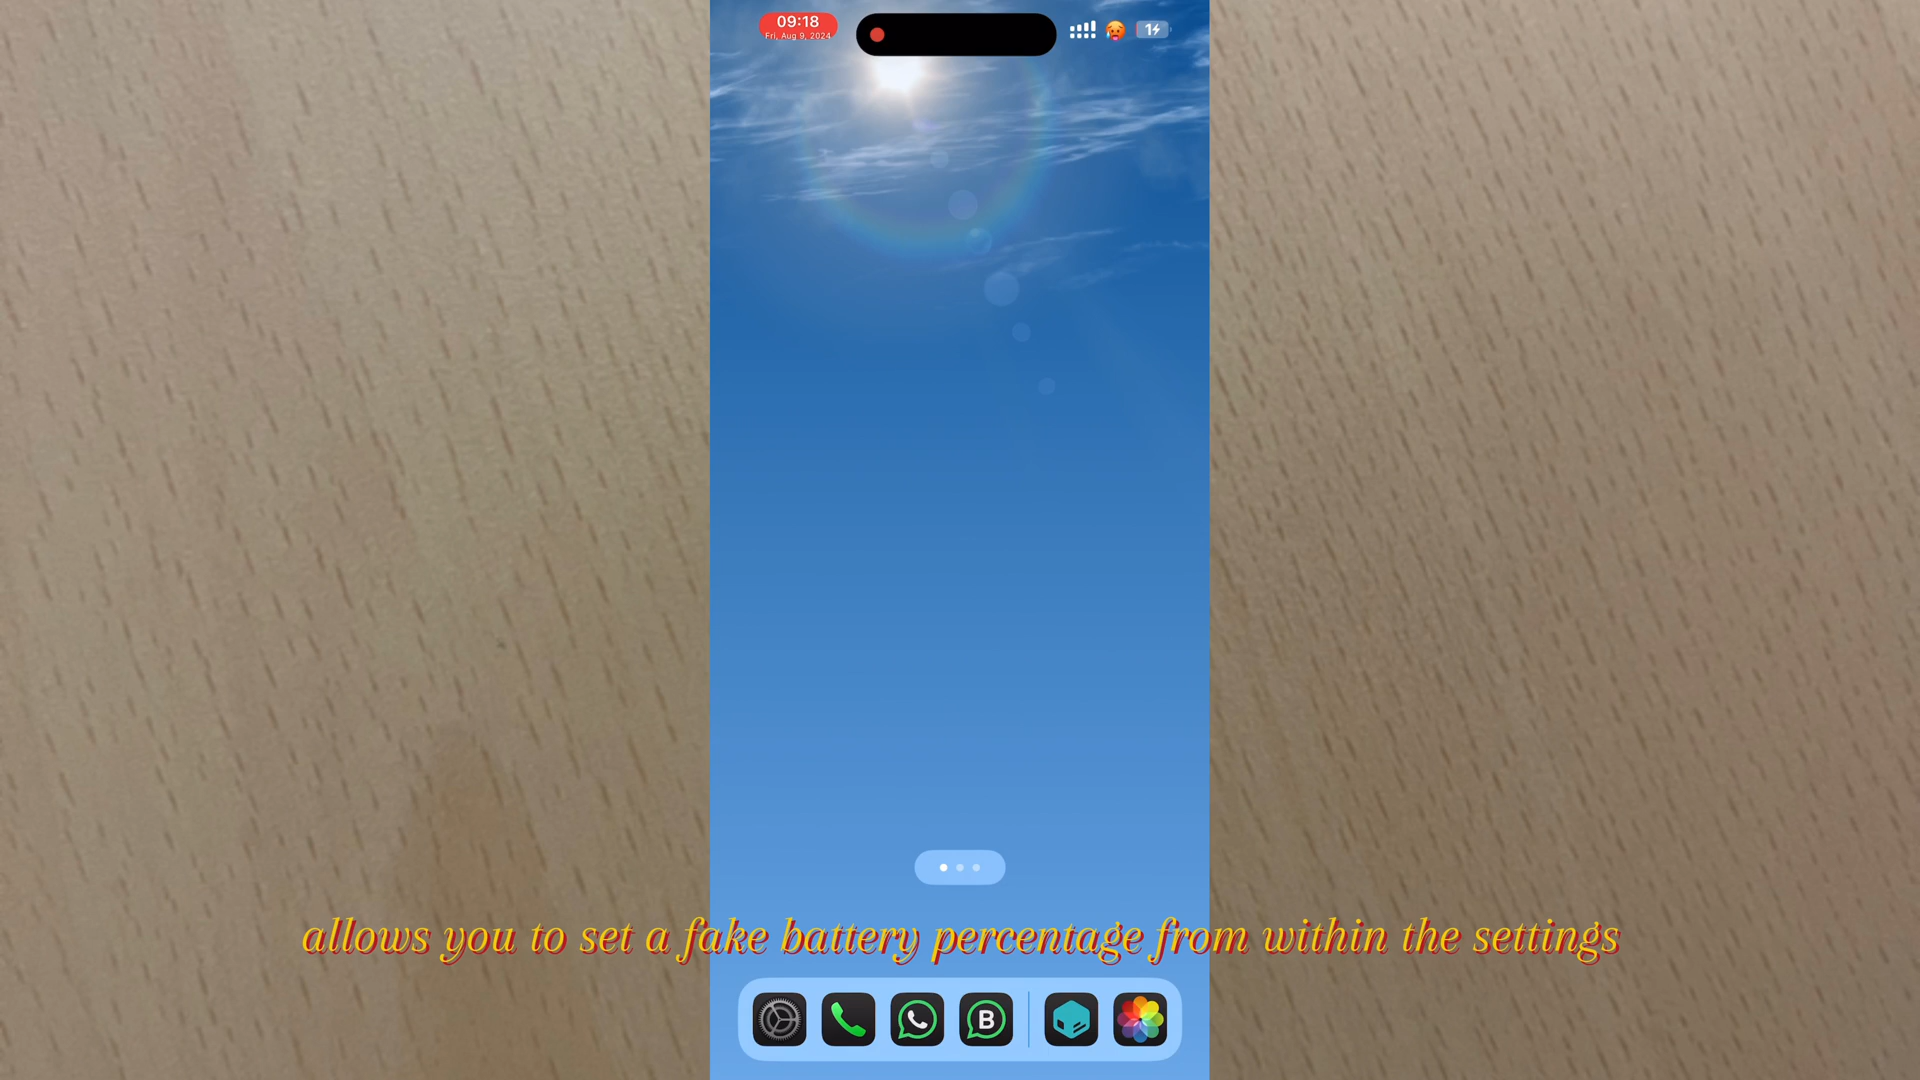 09:18
Fri, Aug 9, 2024
1
allows you to set a fake battery percentage from within the settings
B